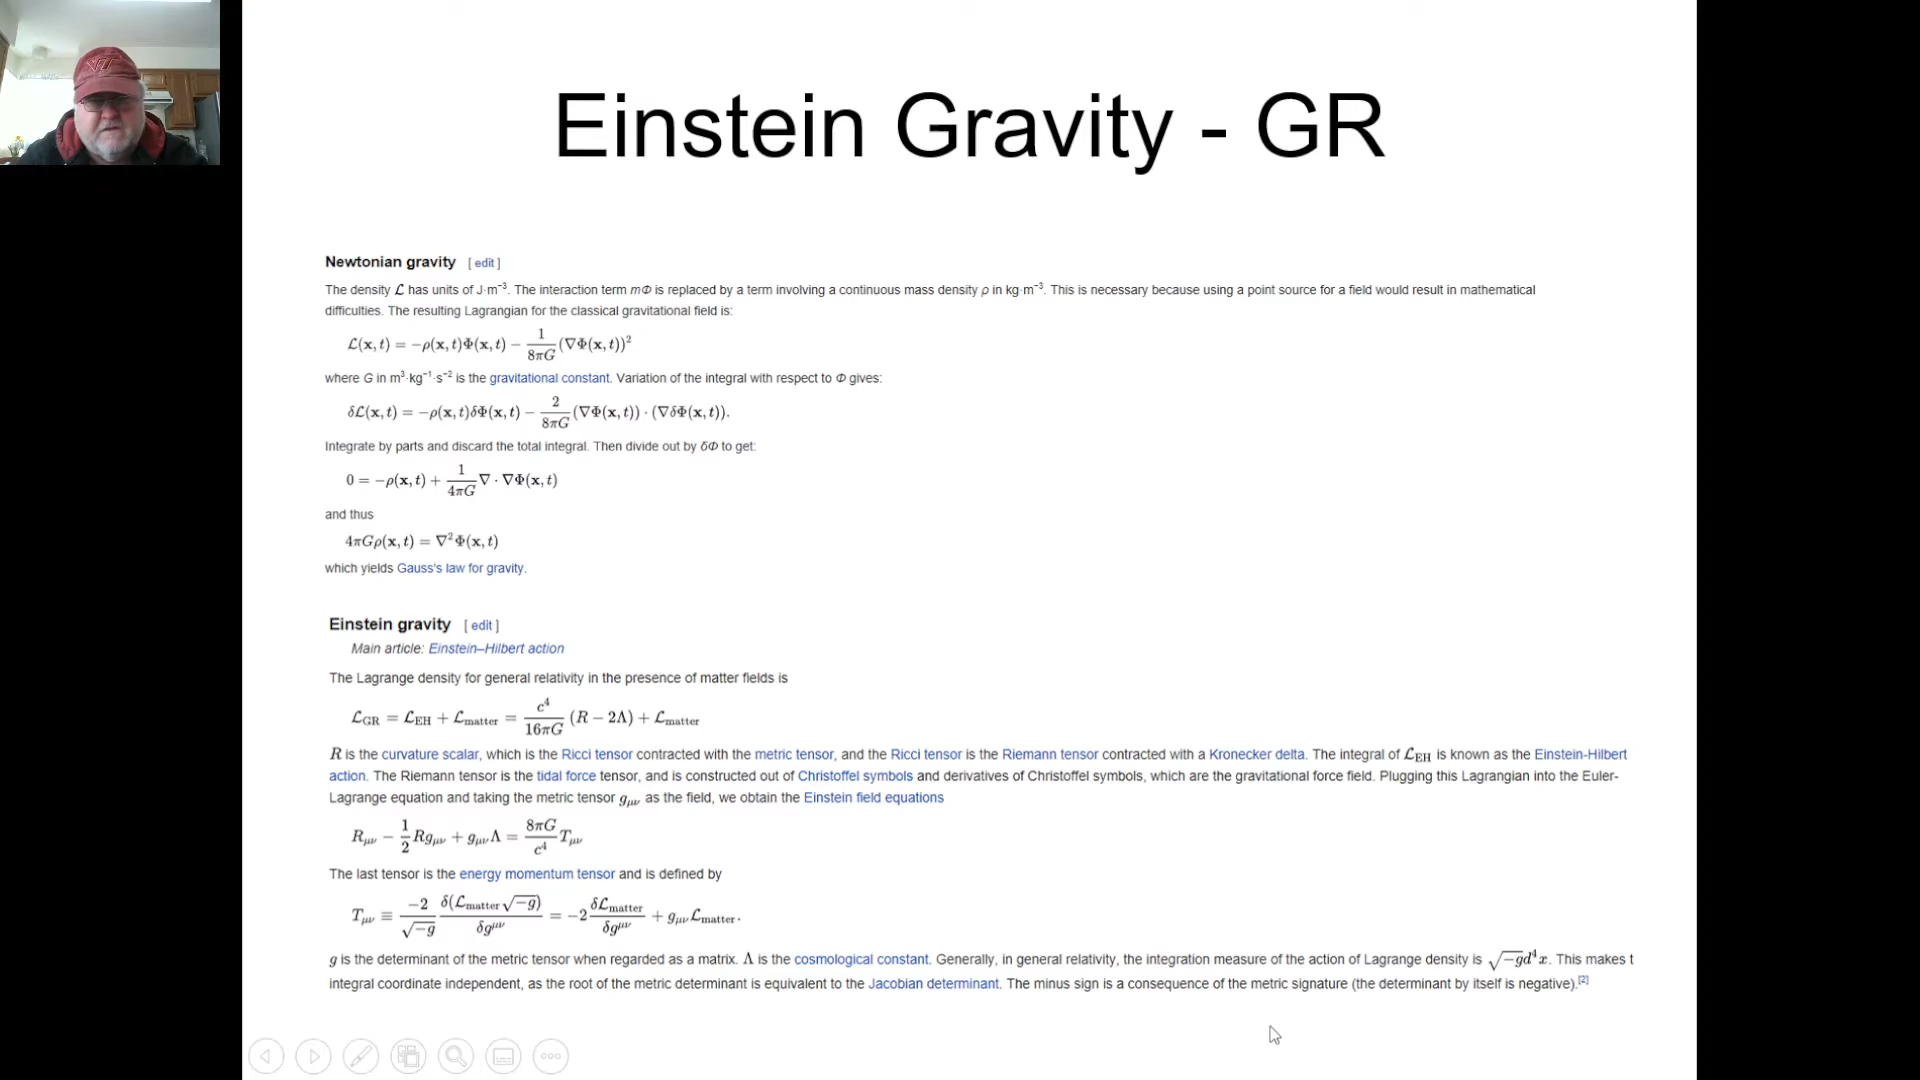 VT
Einstein Gravity - GR
Newtonian gravity [ edit ]
The density ℒ has units of J·m⁻³. The interaction term mΦ is replaced by a term involving a continuous mass density ρ in kg·m⁻³. This is necessary because using a point source for a field would result in mathematical
difficulties. The resulting Lagrangian for the classical gravitational field is:
ℒ(x, t) = −ρ(x, t)Φ(x, t) − 1/(8πG) (∇Φ(x, t))²
where G in m³·kg⁻¹·s⁻² is the gravitational constant. Variation of the integral with respect to Φ gives:
δℒ(x, t) = −ρ(x, t)δΦ(x, t) − 2/(8πG) (∇Φ(x, t)) · (∇δΦ(x, t)).
Integrate by parts and discard the total integral. Then divide out by δΦ to get:
0 = −ρ(x, t) + 1/(4πG) ∇ · ∇Φ(x, t)
and thus
4πGρ(x, t) = ∇²Φ(x, t)
which yields Gauss's law for gravity.
Einstein gravity [ edit ]
Main article: Einstein–Hilbert action
The Lagrange density for general relativity in the presence of matter fields is
ℒ_GR = ℒ_EH + ℒ_matter = c⁴/(16πG) (R − 2Λ) + ℒ_matter
R is the curvature scalar, which is the Ricci tensor contracted with the metric tensor, and the Ricci tensor is the Riemann tensor contracted with a Kronecker delta. The integral of ℒ_EH is known as the Einstein-Hilbert
action. The Riemann tensor is the tidal force tensor, and is constructed out of Christoffel symbols and derivatives of Christoffel symbols, which are the gravitational force field. Plugging this Lagrangian into the Euler-
Lagrange equation and taking the metric tensor g_μν as the field, we obtain the Einstein field equations
R_μν − 1/2 Rg_μν + g_μνΛ = 8πG/c⁴ T_μν
The last tensor is the energy momentum tensor and is defined by
T_μν ≡ −2/√−g δ(ℒ_matter√−g)/δg^μν = −2 δℒ_matter/δg^μν + g_μνℒ_matter.
g is the determinant of the metric tensor when regarded as a matrix. Λ is the cosmological constant. Generally, in general relativity, the integration measure of the action of Lagrange density is √−g d⁴x. This makes t
integral coordinate independent, as the root of the metric determinant is equivalent to the Jacobian determinant. The minus sign is a consequence of the metric signature (the determinant by itself is negative).[2]